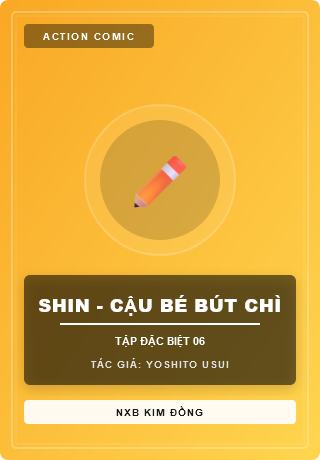 ACTION COMIC
SHIN - CẬU BÉ BÚT CHÌ
TẬP ĐẶC BIỆT 06
TÁC GIẢ: YOSHITO USUI
NXB KIM ĐỒNG